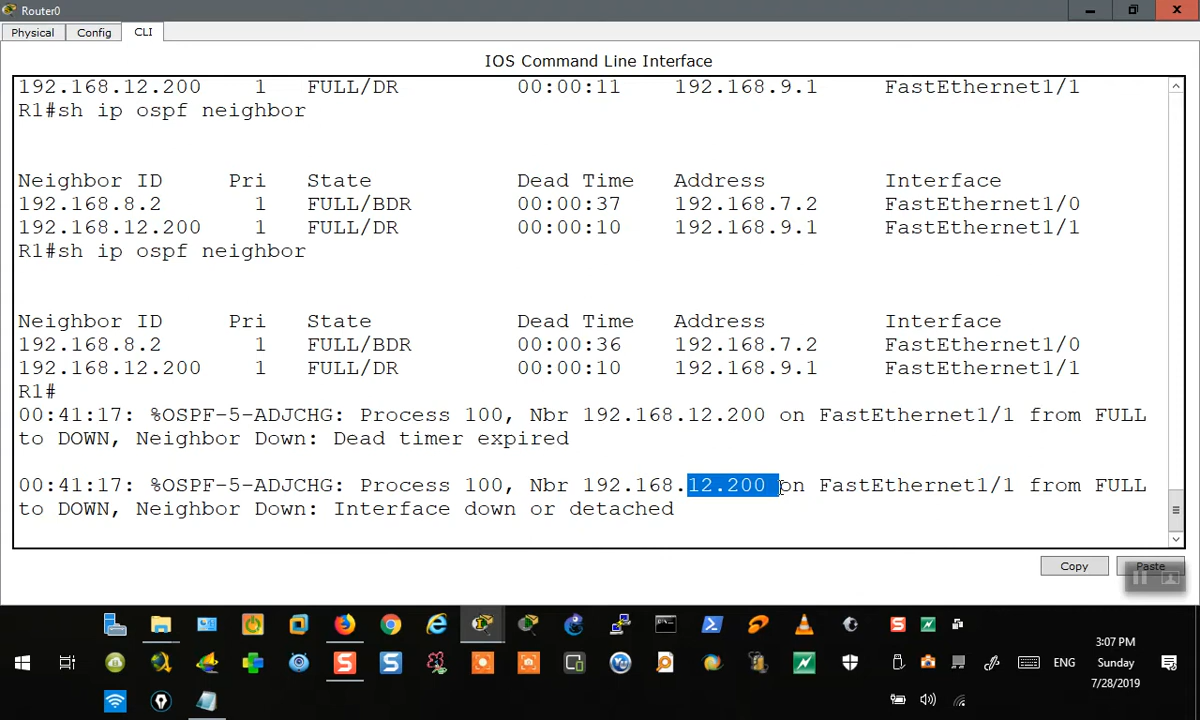 Router0
Physical Config CLI
IOS Command Line Interface
192.168.12.200 1 FULL/DR 00:00:11 192.168.9.1 FastEthernet1/1
R1#sh ip ospf neighbor
Neighbor ID Pri State Dead Time Address Interface
192.168.8.2 1 FULL/BDR 00:00:37 192.168.7.2 FastEthernet1/0
192.168.12.200 1 FULL/DR 00:00:10 192.168.9.1 FastEthernet1/1
R1#sh ip ospf neighbor
Neighbor ID Pri State Dead Time Address Interface
192.168.8.2 1 FULL/BDR 00:00:36 192.168.7.2 FastEthernet1/0
192.168.12.200 1 FULL/DR 00:00:10 192.168.9.1 FastEthernet1/1
R1#
00:41:17: %OSPF-5-ADJCHG: Process 100, Nbr 192.168.12.200 on FastEthernet1/1 from FULL
to DOWN, Neighbor Down: Dead timer expired
00:41:17: %OSPF-5-ADJCHG: Process 100, Nbr 192.168.12.200 on FastEthernet1/1 from FULL
to DOWN, Neighbor Down: Interface down or detached
Copy Paste
3:07 PM
ENG Sunday
7/28/2019